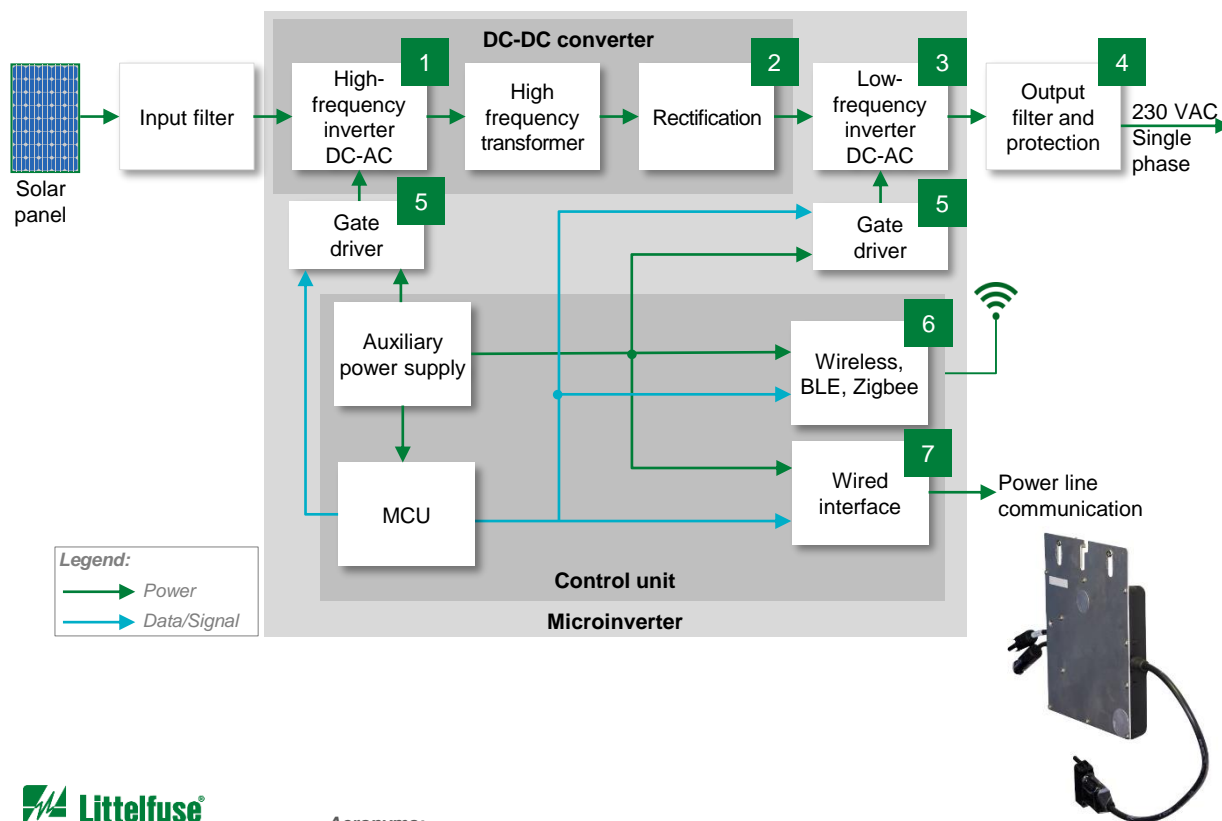 DC-DC converter
1
2
3
4
High-
frequency
inverter
DC-AC
High
frequency
transformer
Rectification
Low-
frequency
inverter
DC-AC
Output
filter and
protection
Input filter
230 VAC
Single
phase
Solar
panel
5
Gate
driver
5
Gate
driver
6
Auxiliary
power supply
Wireless,
BLE, Zigbee
7
MCU
Wired
interface
Power line
communication
Legend:
Power
Data/Signal
Control unit
Microinverter
Littelfuse®